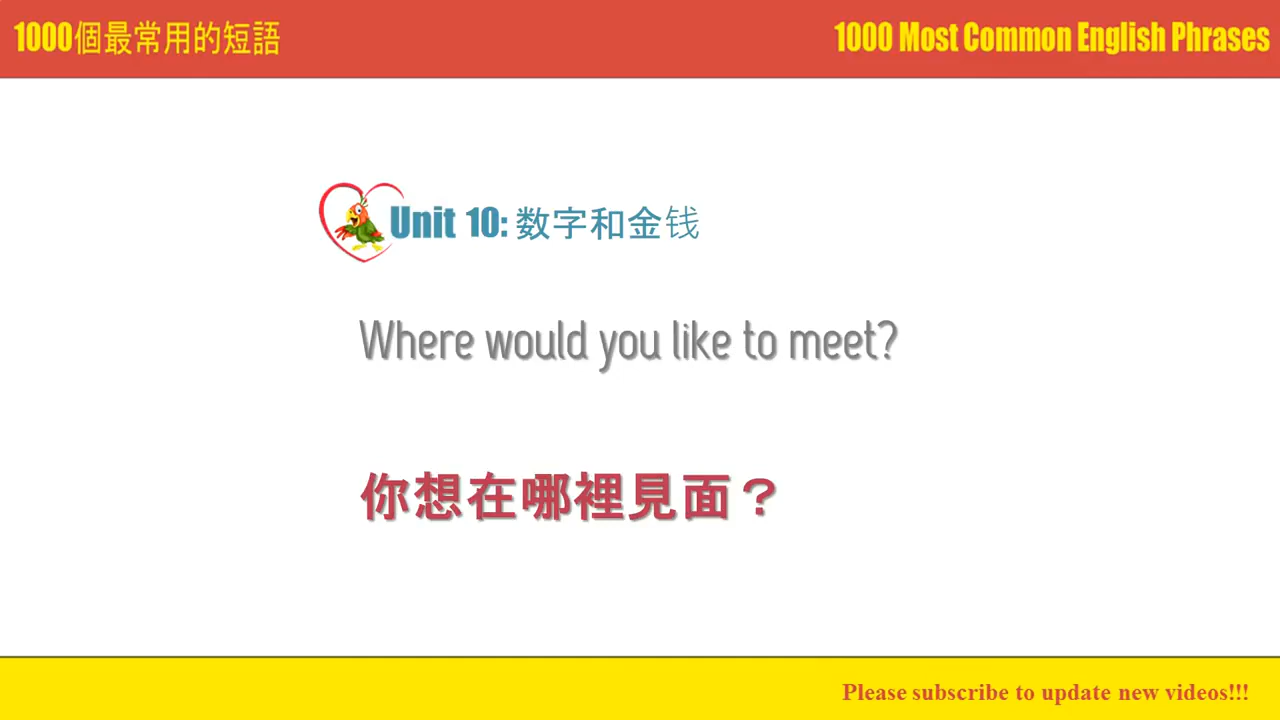 1000個最常用的短語
1000 Most Common English Phrases
Unit 10: 数字和金钱
Where would you like to meet?
你想在哪裡見面？
Please subscribe to update new videos!!!